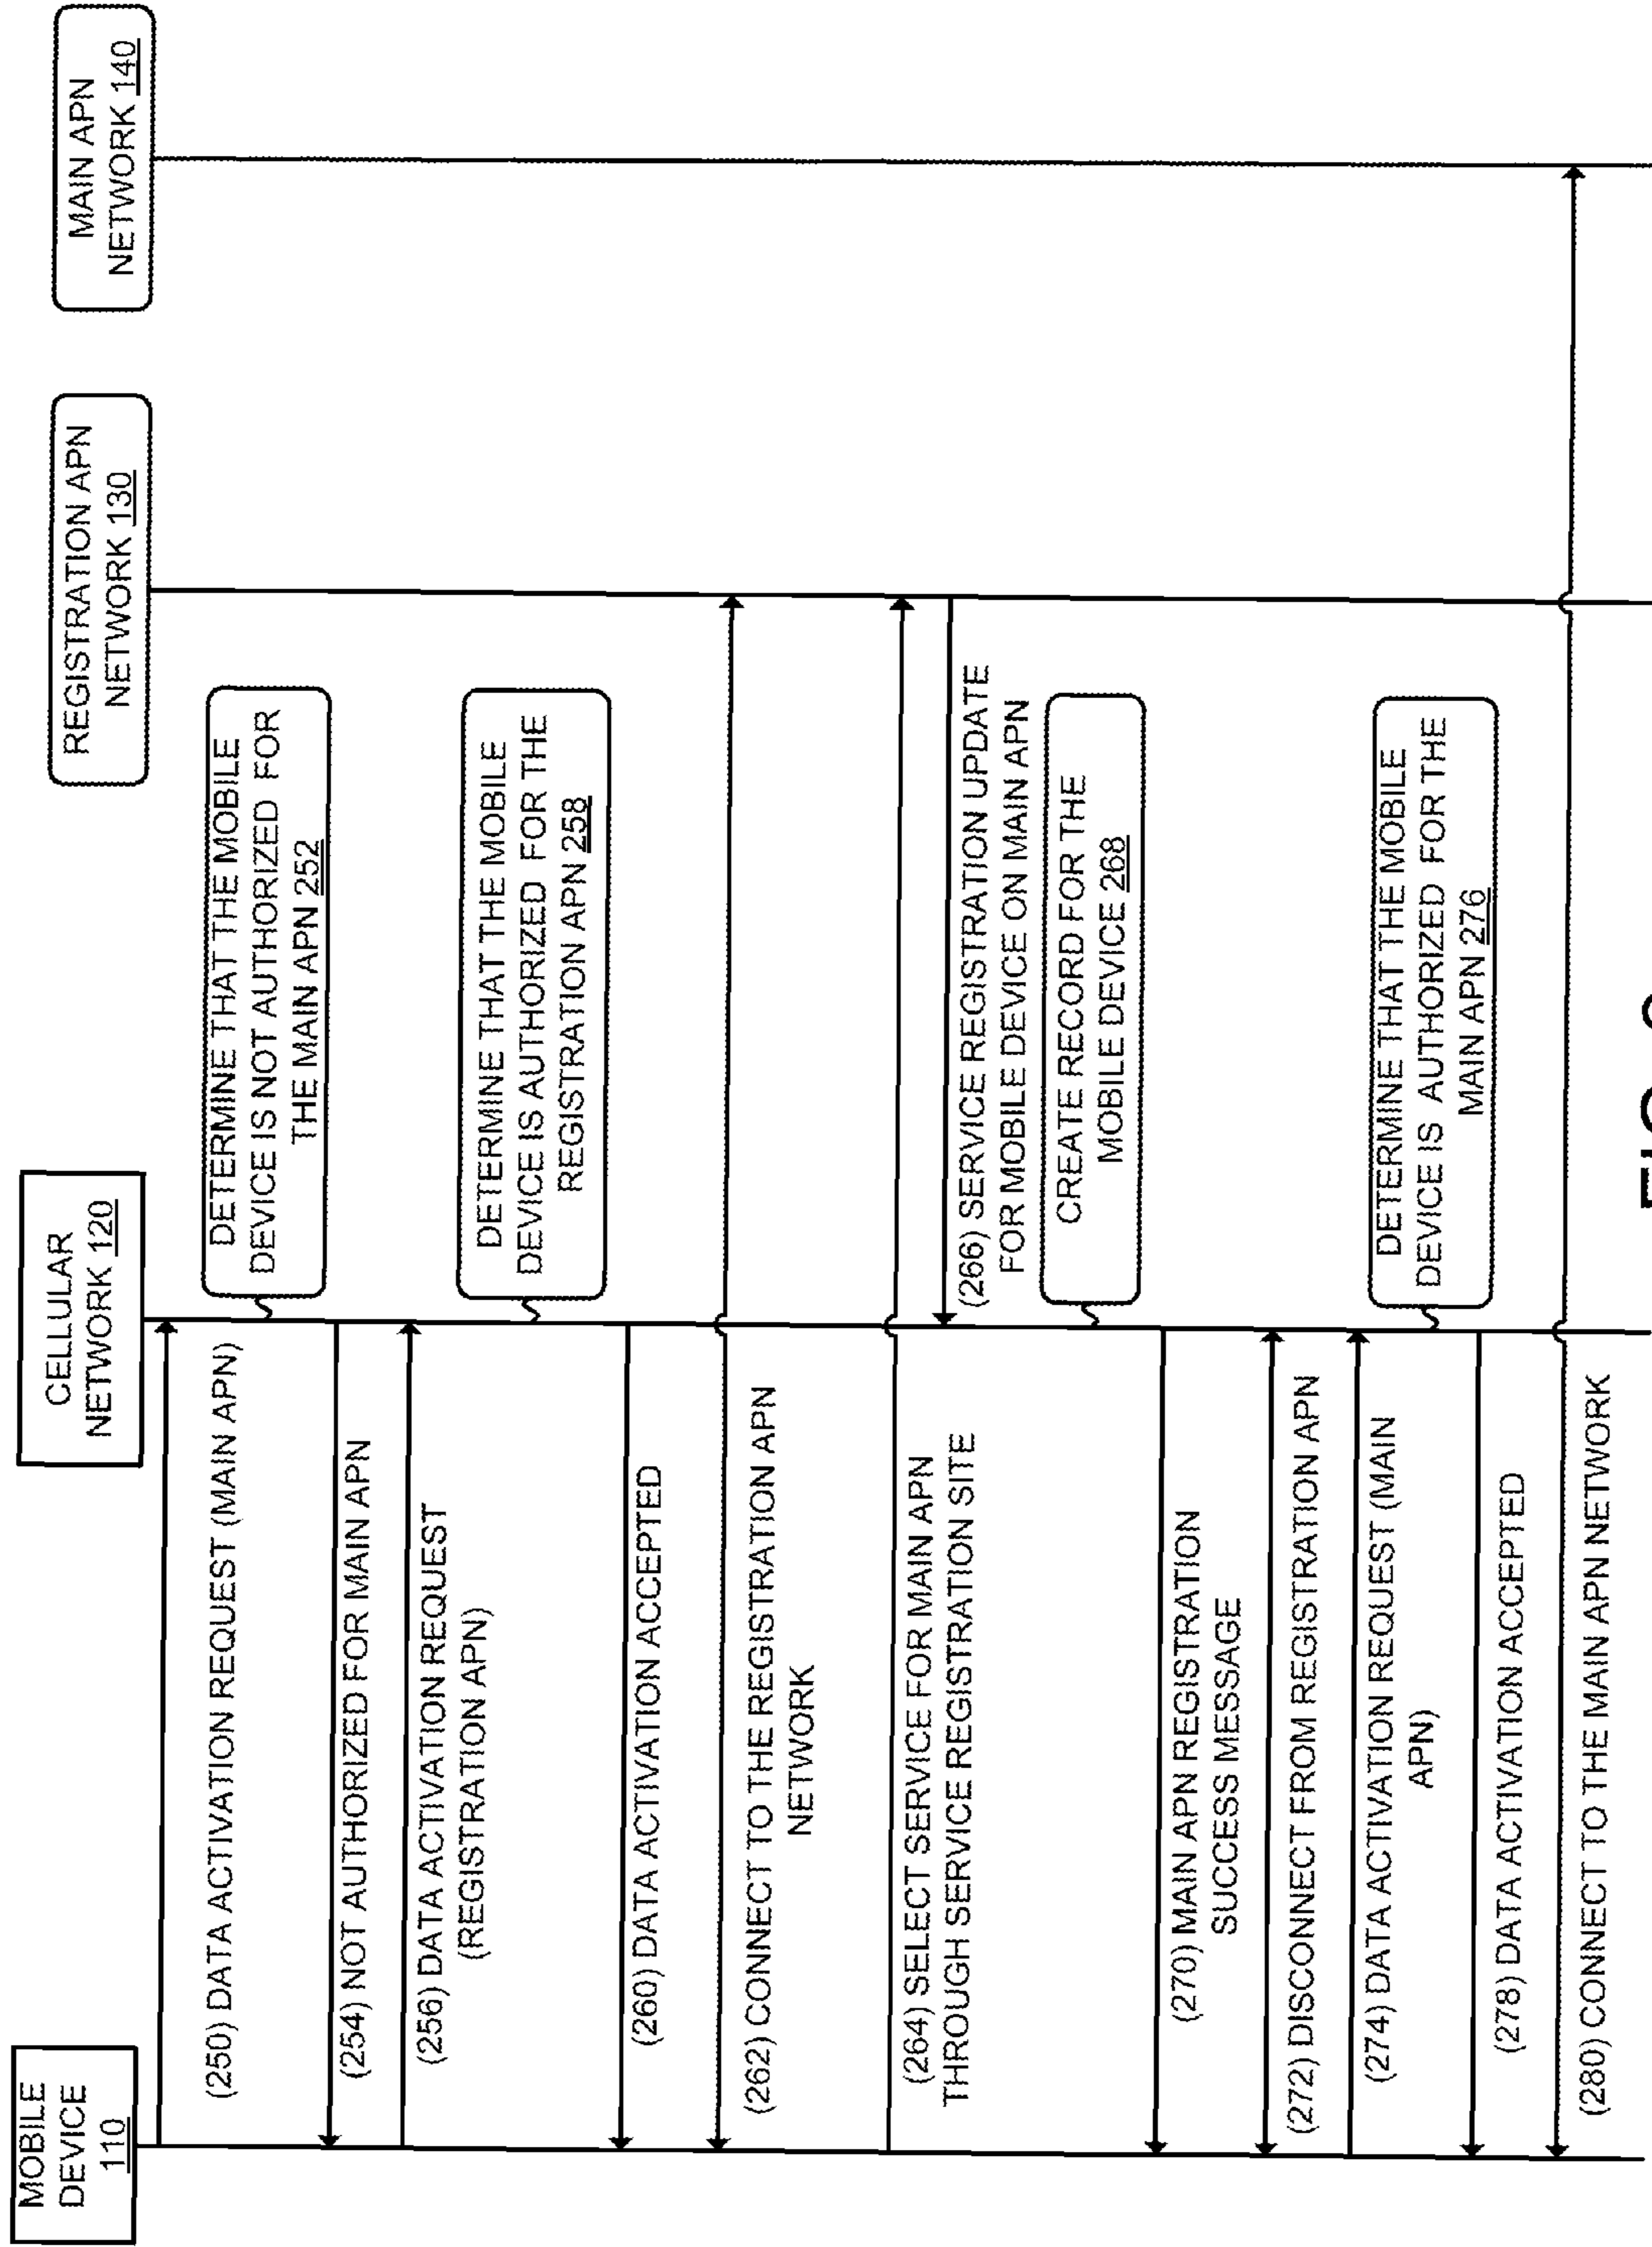 MOBILE
DEVICE
110
CELLULAR
NETWORK 120
REGISTRATION APN
NETWORK 130
MAIN APN
NETWORK 140
(250) DATA ACTIVATION REQUEST (MAIN APN)
DETERMINE THAT THE MOBILE
DEVICE IS NOT AUTHORIZED FOR
THE MAIN APN 252
(254) NOT AUTHORIZED FOR MAIN APN
(256) DATA ACTIVATION REQUEST
(REGISTRATION APN)
DETERMINE THAT THE MOBILE
DEVICE IS AUTHORIZED FOR THE
REGISTRATION APN 258
(260) DATA ACTIVATION ACCEPTED
(262) CONNECT TO THE REGISTRATION APN
NETWORK
(264) SELECT SERVICE FOR MAIN APN
THROUGH SERVICE REGISTRATION SITE
(266) SERVICE REGISTRATION UPDATE
FOR MOBILE DEVICE ON MAIN APN
CREATE RECORD FOR THE
MOBILE DEVICE 268
(270) MAIN APN REGISTRATION
SUCCESS MESSAGE
(272) DISCONNECT FROM REGISTRATION APN
(274) DATA ACTIVATION REQUEST (MAIN
APN)
DETERMINE THAT THE MOBILE
DEVICE IS AUTHORIZED FOR THE
MAIN APN 276
(278) DATA ACTIVATION ACCEPTED
(280) CONNECT TO THE MAIN APN NETWORK